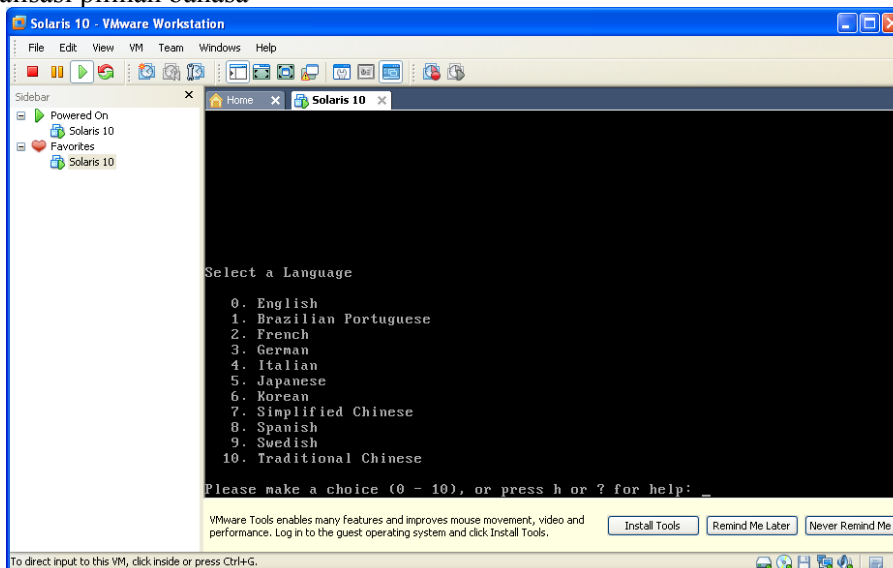 pilihan bahasa
Solaris 10 - VMware Workstation
File Edit View VM Team Windows Help
Sidebar
Home
Solaris 10
Powered On
Solaris 10
Favorites
Solaris 10
Select a Language
0. English
1. Brazilian Portuguese
2. French
3. German
4. Italian
5. Japanese
6. Korean
7. Simplified Chinese
8. Spanish
9. Swedish
10. Traditional Chinese
Please make a choice (0 - 10), or press h or ? for help: _
VMware Tools enables many features and improves mouse movement, video and
performance. Log in to the guest operating system and click Install Tools.
Install Tools
Remind Me Later
Never Remind Me
To direct input to this VM, click inside or press Ctrl+G.